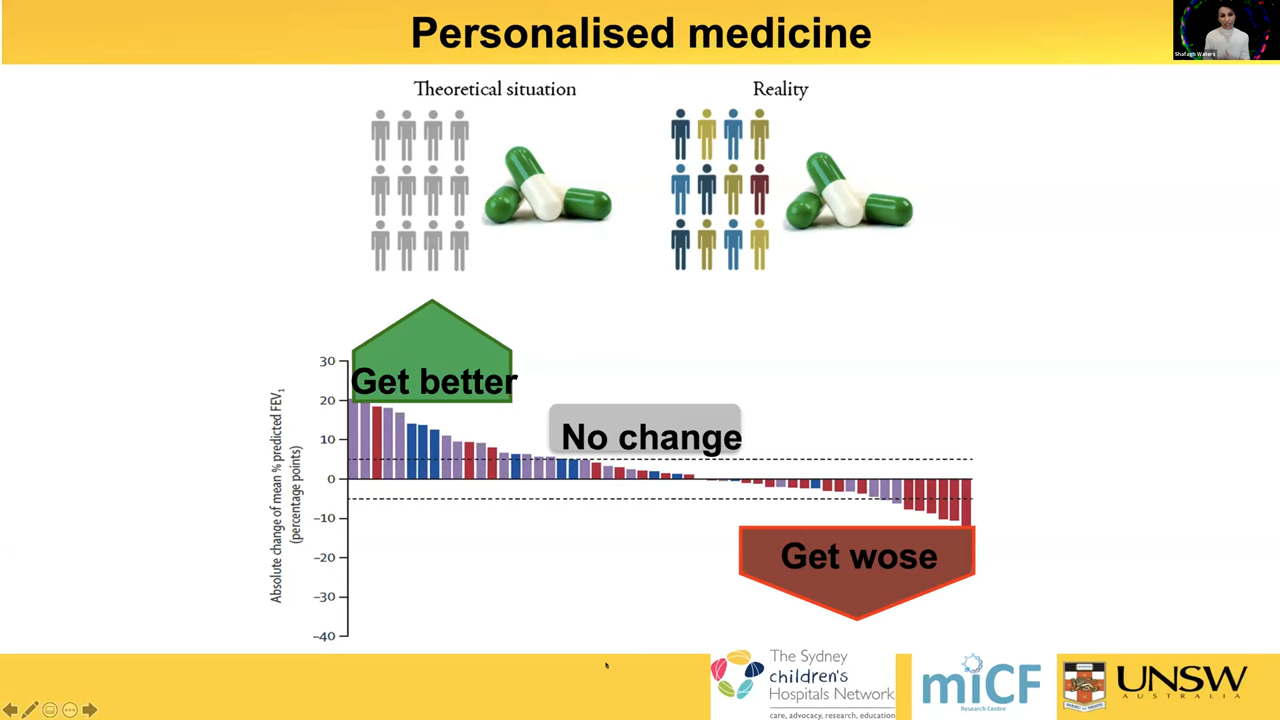 Personalised medicine
Shafagh Waters
Theoretical situation
Reality
Get better
No change
Get wose
Absolute change of mean % predicted FEV₁
(percentage points)
30
20
10
0
–10
–20
–30
–40
The Sydney
children's
Hospitals Network
care, advocacy, research, education
miCF
Research Centre
UNSW
AUSTRALIA